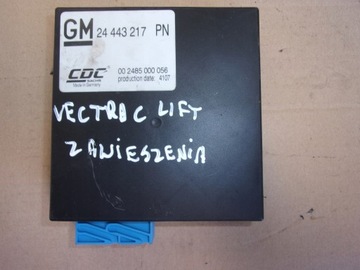 GM 24 443 217 PN
CDC 00 2485 000 056
Made in Germany production date: 4107
VECTRA C LIFT
ZAWIESZENIA